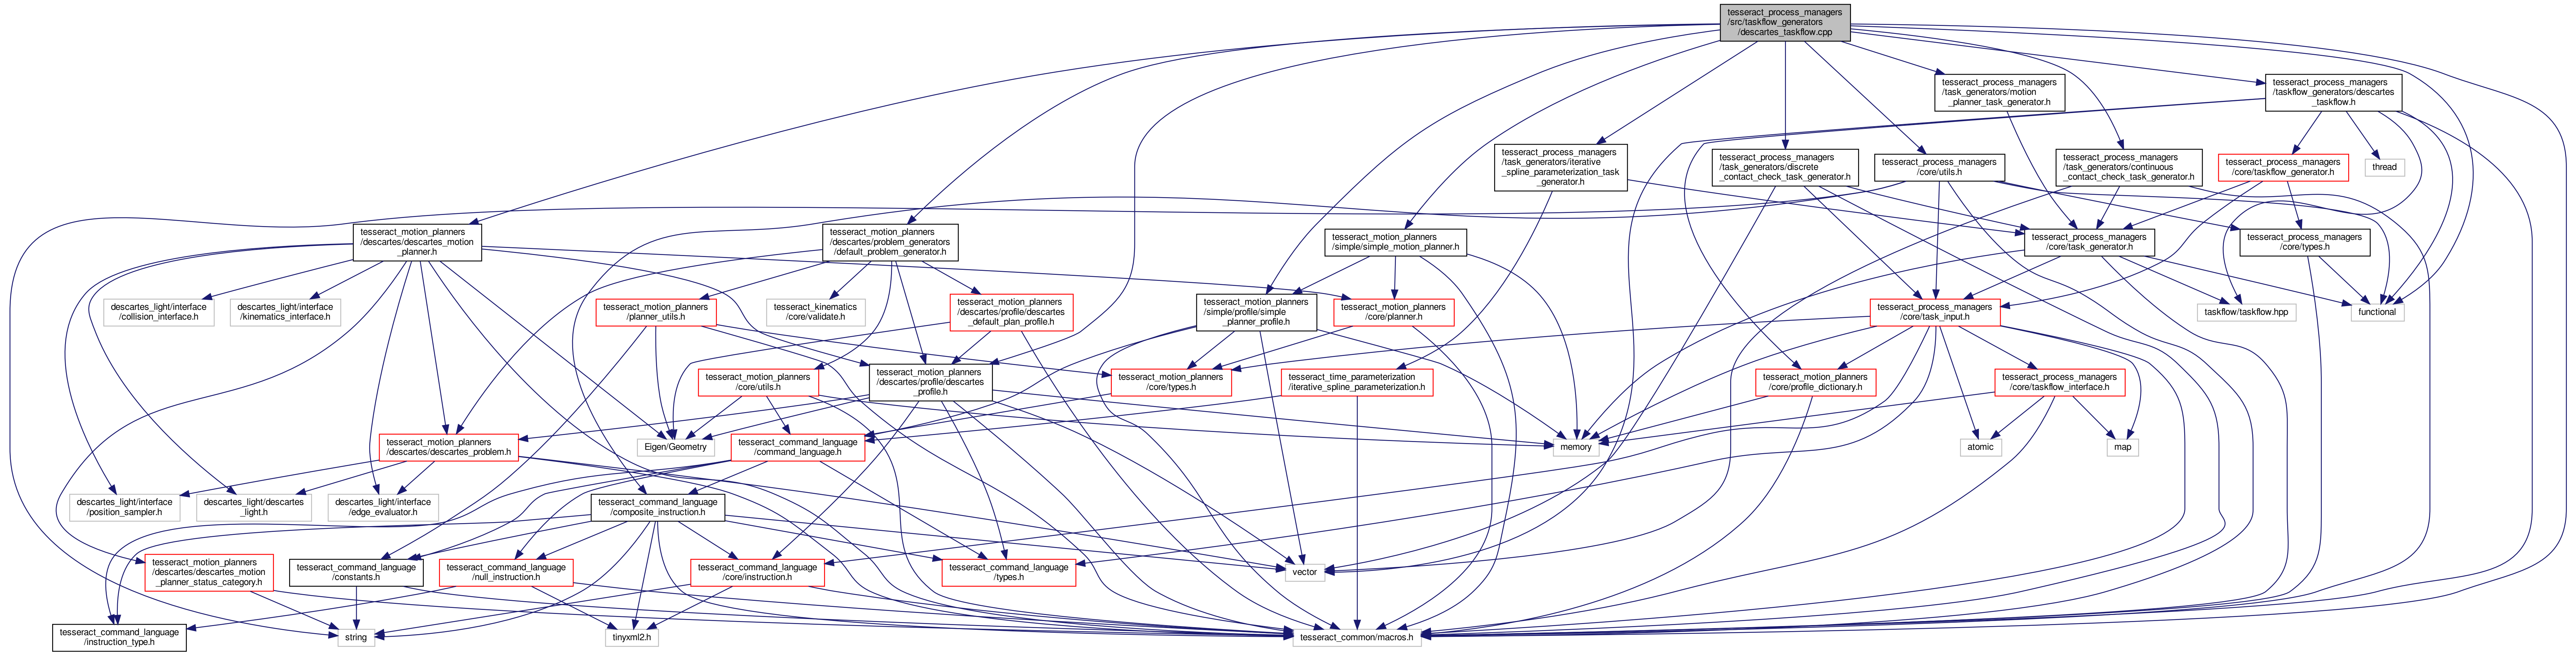 tesseract_process_managers
/src/taskflow_generators
/descartes_taskflow.cpp
tesseract_process_managers
/task_generators/motion
_planner_task_generator.h
tesseract_process_managers
/taskflow_generators/descartes
_taskflow.h
tesseract_process_managers
/task_generators/iterative
_spline_parameterization_task
_generator.h
tesseract_process_managers
/task_generators/discrete
_contact_check_task_generator.h
tesseract_process_managers
/core/utils.h
tesseract_process_managers
/task_generators/continuous
_contact_check_task_generator.h
tesseract_process_managers
/core/taskflow_generator.h
thread
tesseract_motion_planners
/descartes/descartes_motion
_planner.h
tesseract_motion_planners
/descartes/problem_generators
/default_problem_generator.h
tesseract_motion_planners
/simple/simple_motion_planner.h
tesseract_process_managers
/core/task_generator.h
tesseract_process_managers
/core/types.h
descartes_light/interface
/collision_interface.h
descartes_light/interface
/kinematics_interface.h
tesseract_motion_planners
/planner_utils.h
tesseract_kinematics
/core/validate.h
tesseract_motion_planners
/descartes/profile/descartes
_default_plan_profile.h
tesseract_motion_planners
/simple/profile/simple
_planner_profile.h
tesseract_motion_planners
/core/planner.h
tesseract_process_managers
/core/task_input.h
taskflow/taskflow.hpp
functional
tesseract_motion_planners
/core/utils.h
tesseract_motion_planners
/descartes/profile/descartes
_profile.h
tesseract_motion_planners
/core/types.h
tesseract_time_parameterization
/iterative_spline_parameterization.h
tesseract_motion_planners
/core/profile_dictionary.h
tesseract_process_managers
/core/taskflow_interface.h
tesseract_motion_planners
/descartes/descartes_problem.h
Eigen/Geometry
tesseract_command_language
/command_language.h
memory
atomic
map
descartes_light/interface
/position_sampler.h
descartes_light/descartes
_light.h
descartes_light/interface
/edge_evaluator.h
tesseract_command_language
/composite_instruction.h
tesseract_motion_planners
/descartes/descartes_motion
_planner_status_category.h
tesseract_command_language
/constants.h
tesseract_command_language
/null_instruction.h
tesseract_command_language
/core/instruction.h
tesseract_command_language
/types.h
vector
tesseract_command_language
/instruction_type.h
string
tinyxml2.h
tesseract_common/macros.h